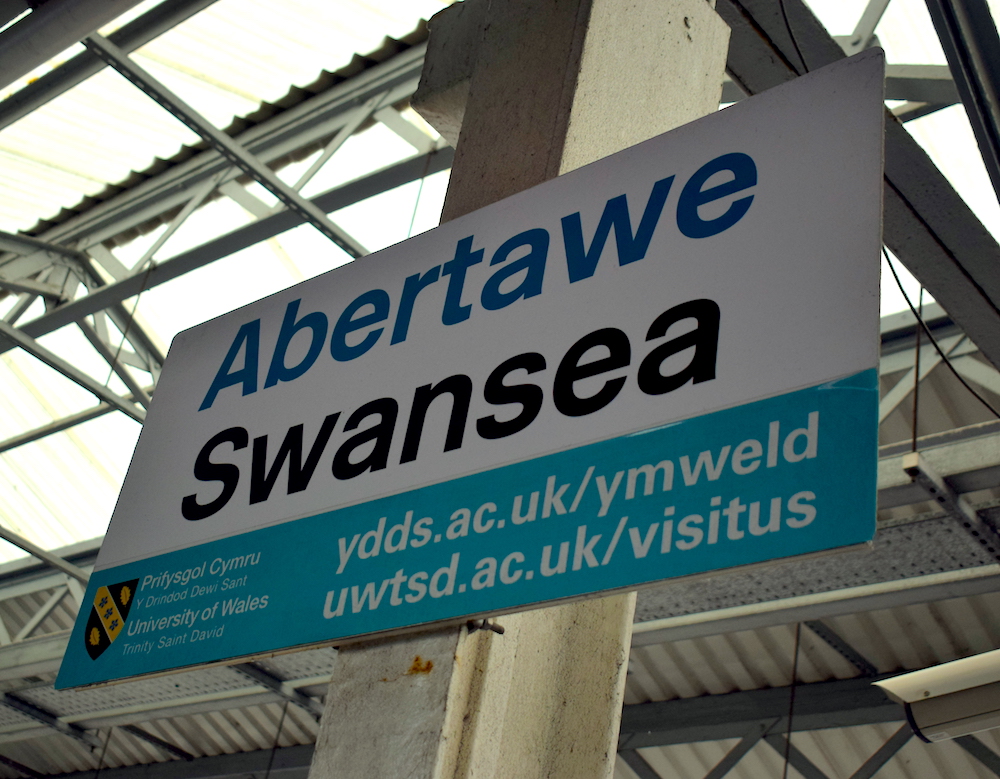 Abertawe
Swansea
Prifysgol Cymru
Y Drindod Dewi Sant
University of Wales
Trinity Saint David
ydds.ac.uk/ymweld
uwtsd.ac.uk/visitus